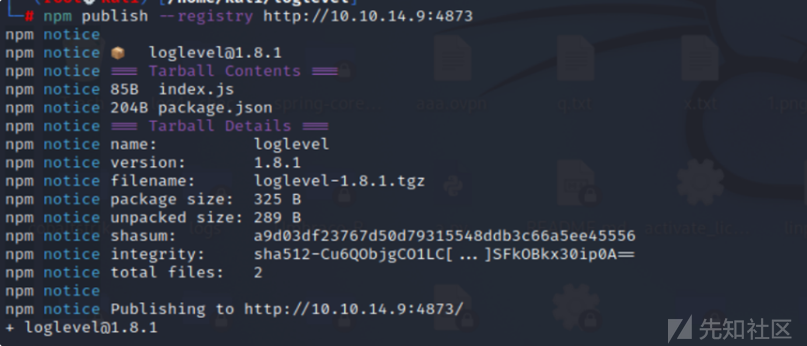 (root㉿kali)-[/home/kali/loglevel]
# npm publish --registry http://10.10.14.9:4873
npm notice
npm notice 📦 loglevel@1.8.1
npm notice === Tarball Contents ===
npm notice 85B index.js
npm notice 204B package.json
npm notice === Tarball Details ===
npm notice name: loglevel
npm notice version: 1.8.1
npm notice filename: loglevel-1.8.1.tgz
npm notice package size: 325 B
npm notice unpacked size: 289 B
npm notice shasum: a9d03df23767d50d79315548ddb3c66a5ee45556
npm notice integrity: sha512-Cu6QObjgCO1LC[...]SFkOBkx30ip0A==
npm notice total files: 2
npm notice
npm notice Publishing to http://10.10.14.9:4873/
+ loglevel@1.8.1
先知社区